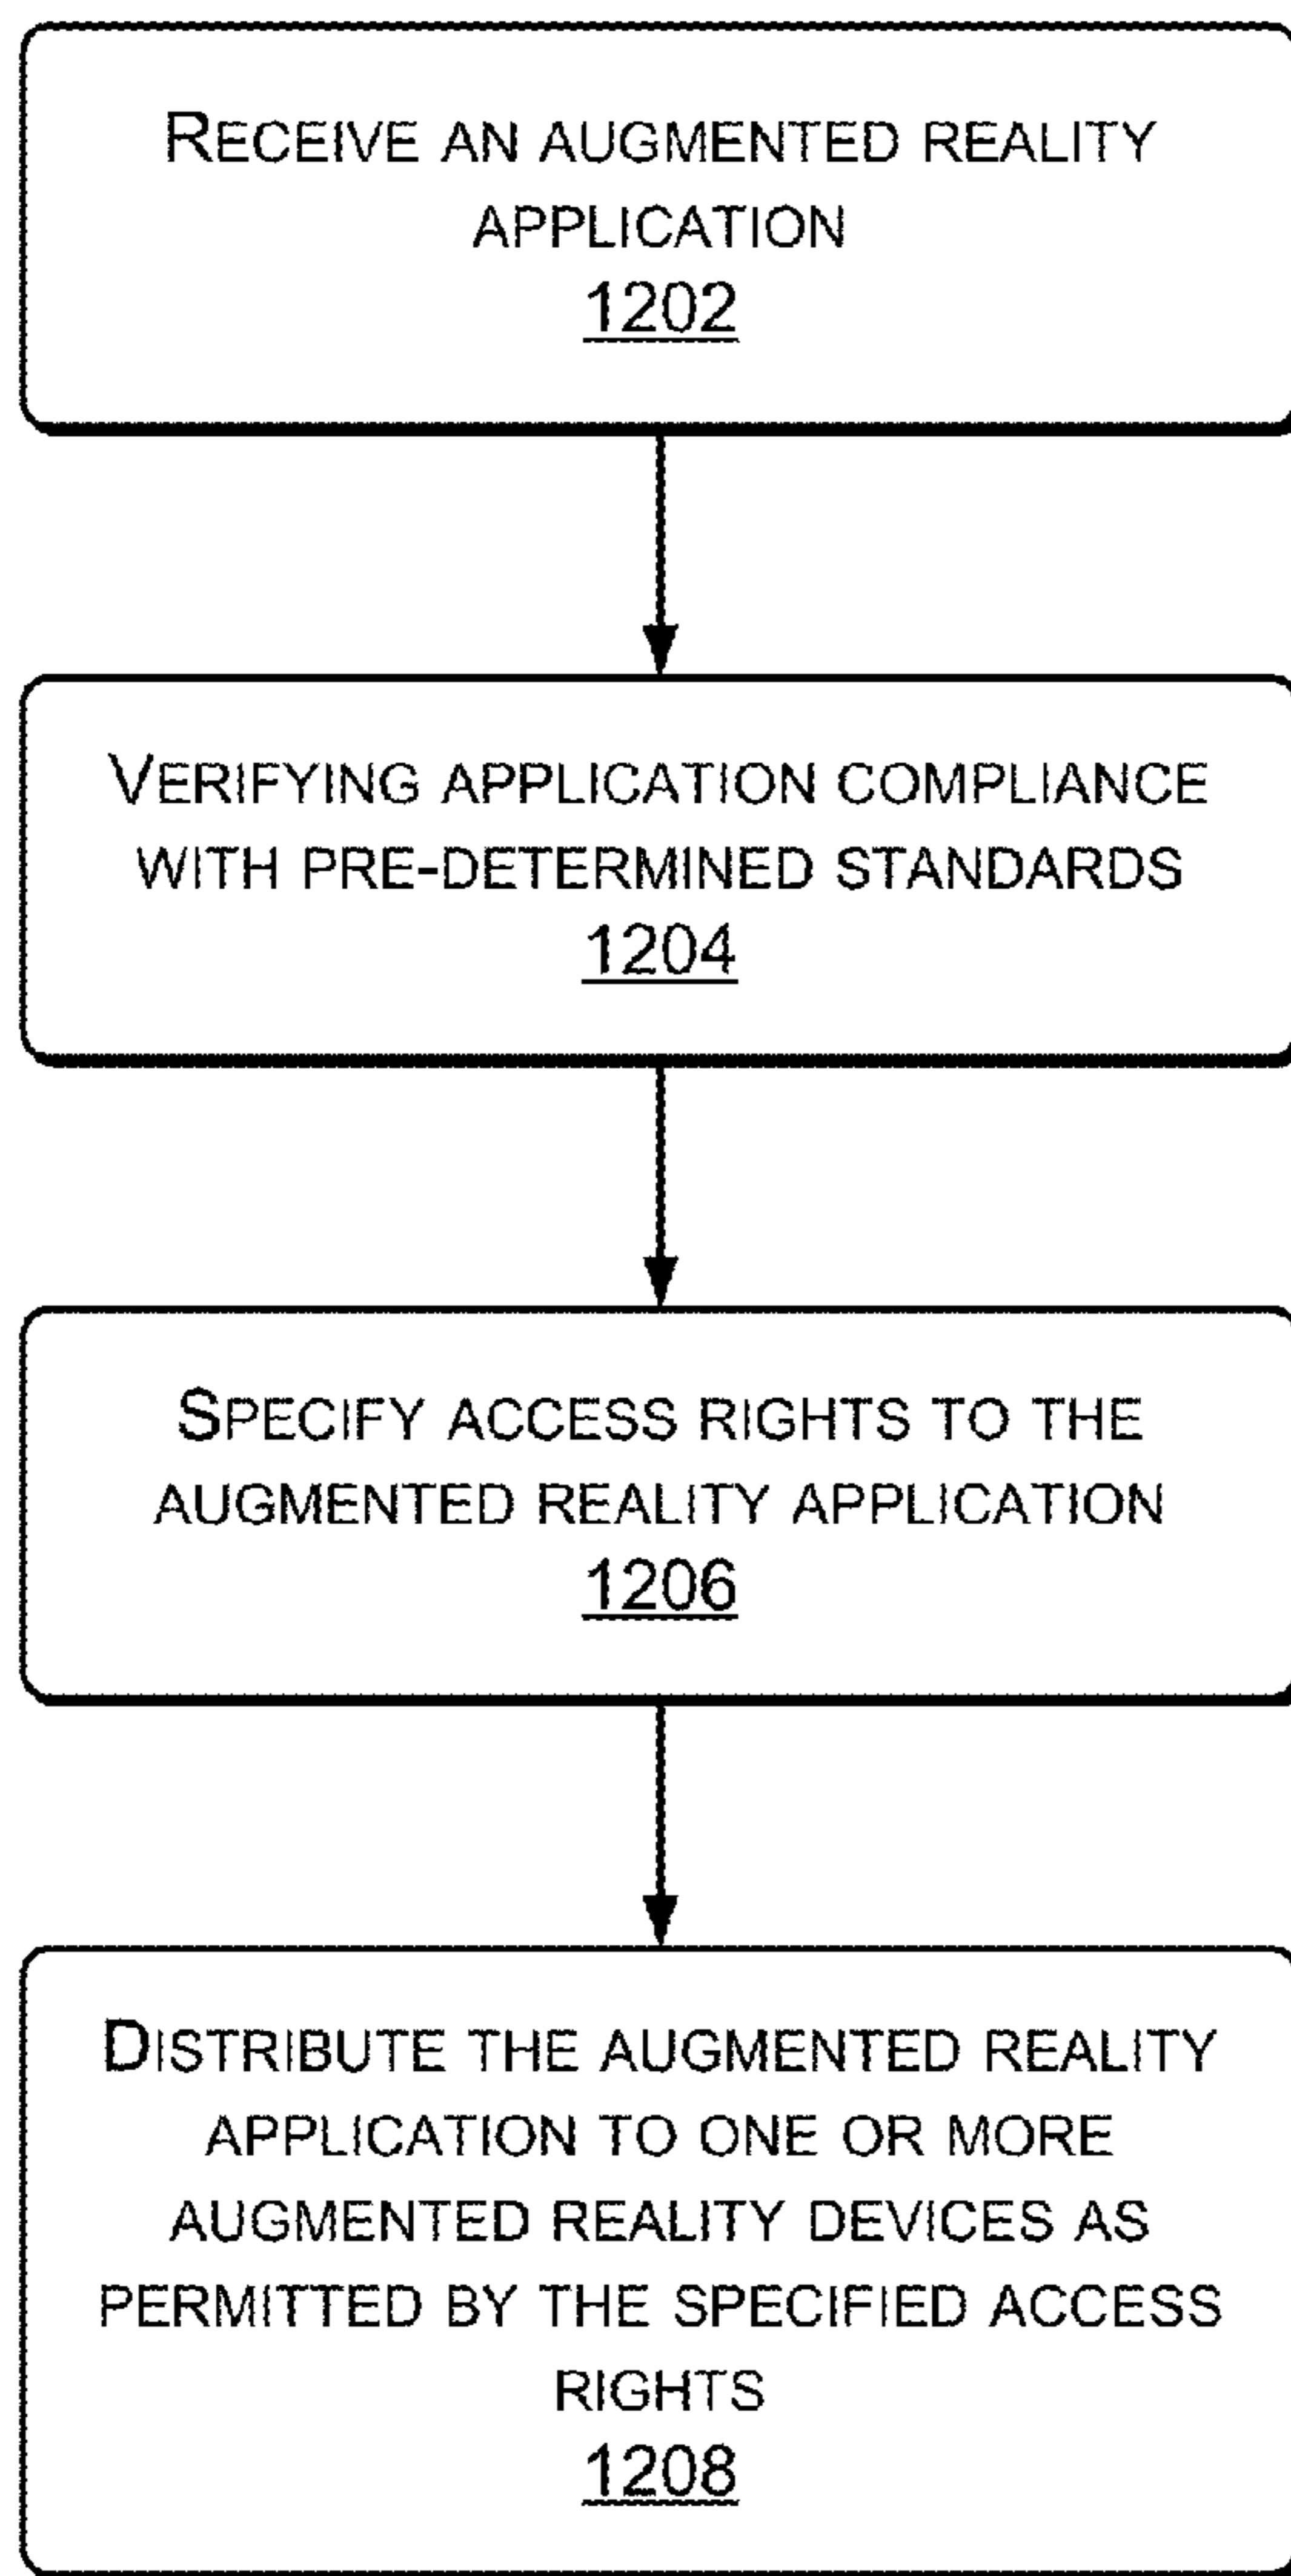 RECEIVE AN AUGMENTED REALITY
APPLICATION
1202
VERIFYING APPLICATION COMPLIANCE
WITH PRE-DETERMINED STANDARDS
1204
SPECIFY ACCESS RIGHTS TO THE
AUGMENTED REALITY APPLICATION
1206
DISTRIBUTE THE AUGMENTED REALITY
APPLICATION TO ONE OR MORE
AUGMENTED REALITY DEVICES AS
PERMITTED BY THE SPECIFIED ACCESS
RIGHTS
1208